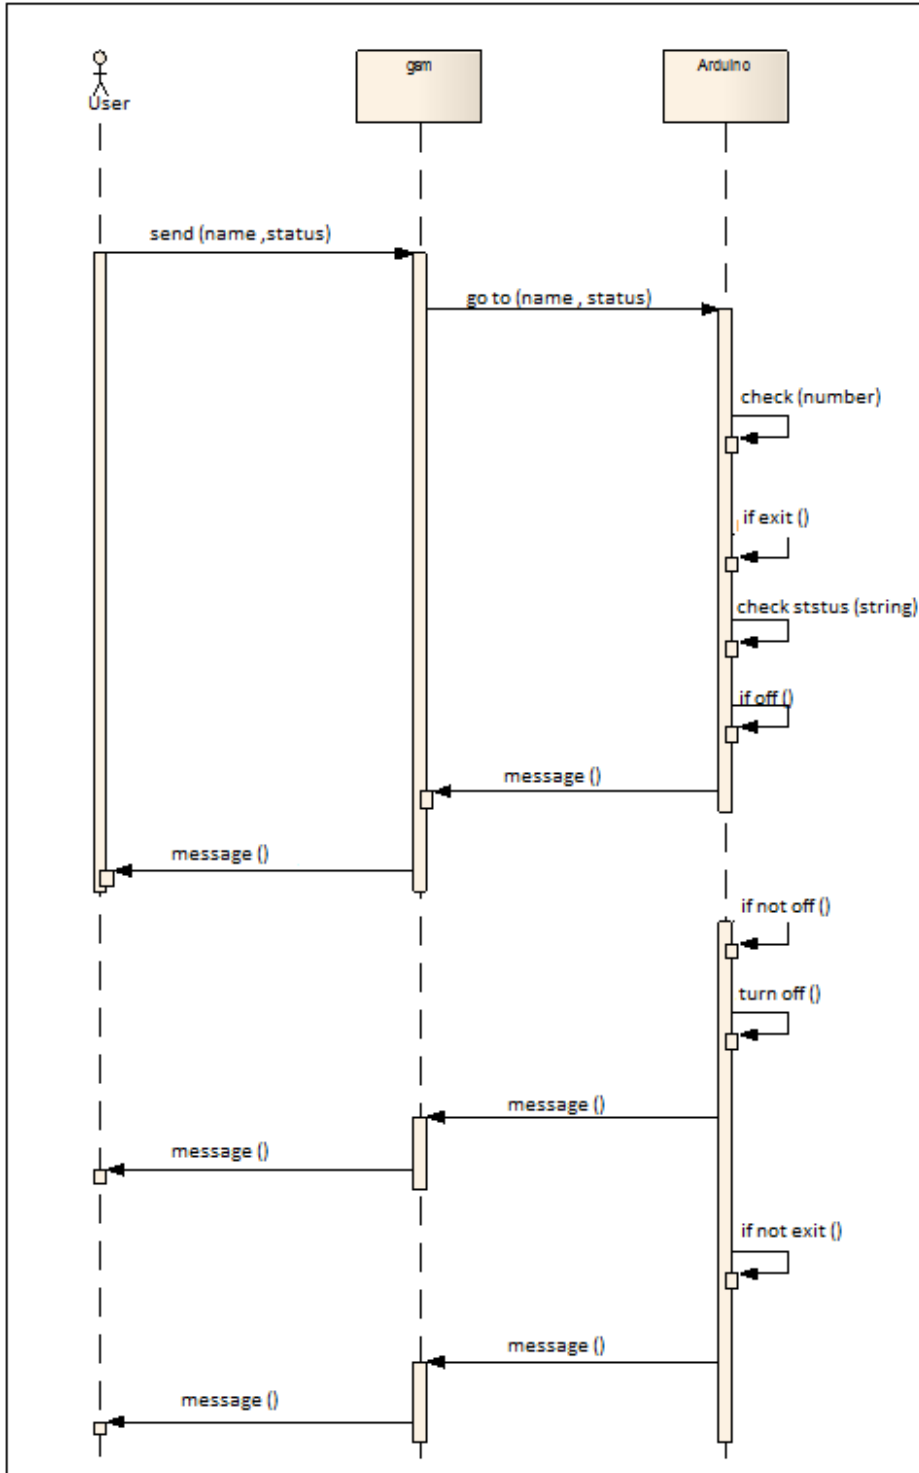 User
gsm
Arduino
send (name ,status)
go to (name , status)
check (number)
if exit ()
check ststus (string)
if off ()
message ()
message ()
if not off ()
turn off ()
message ()
message ()
if not exit ()
message ()
message ()